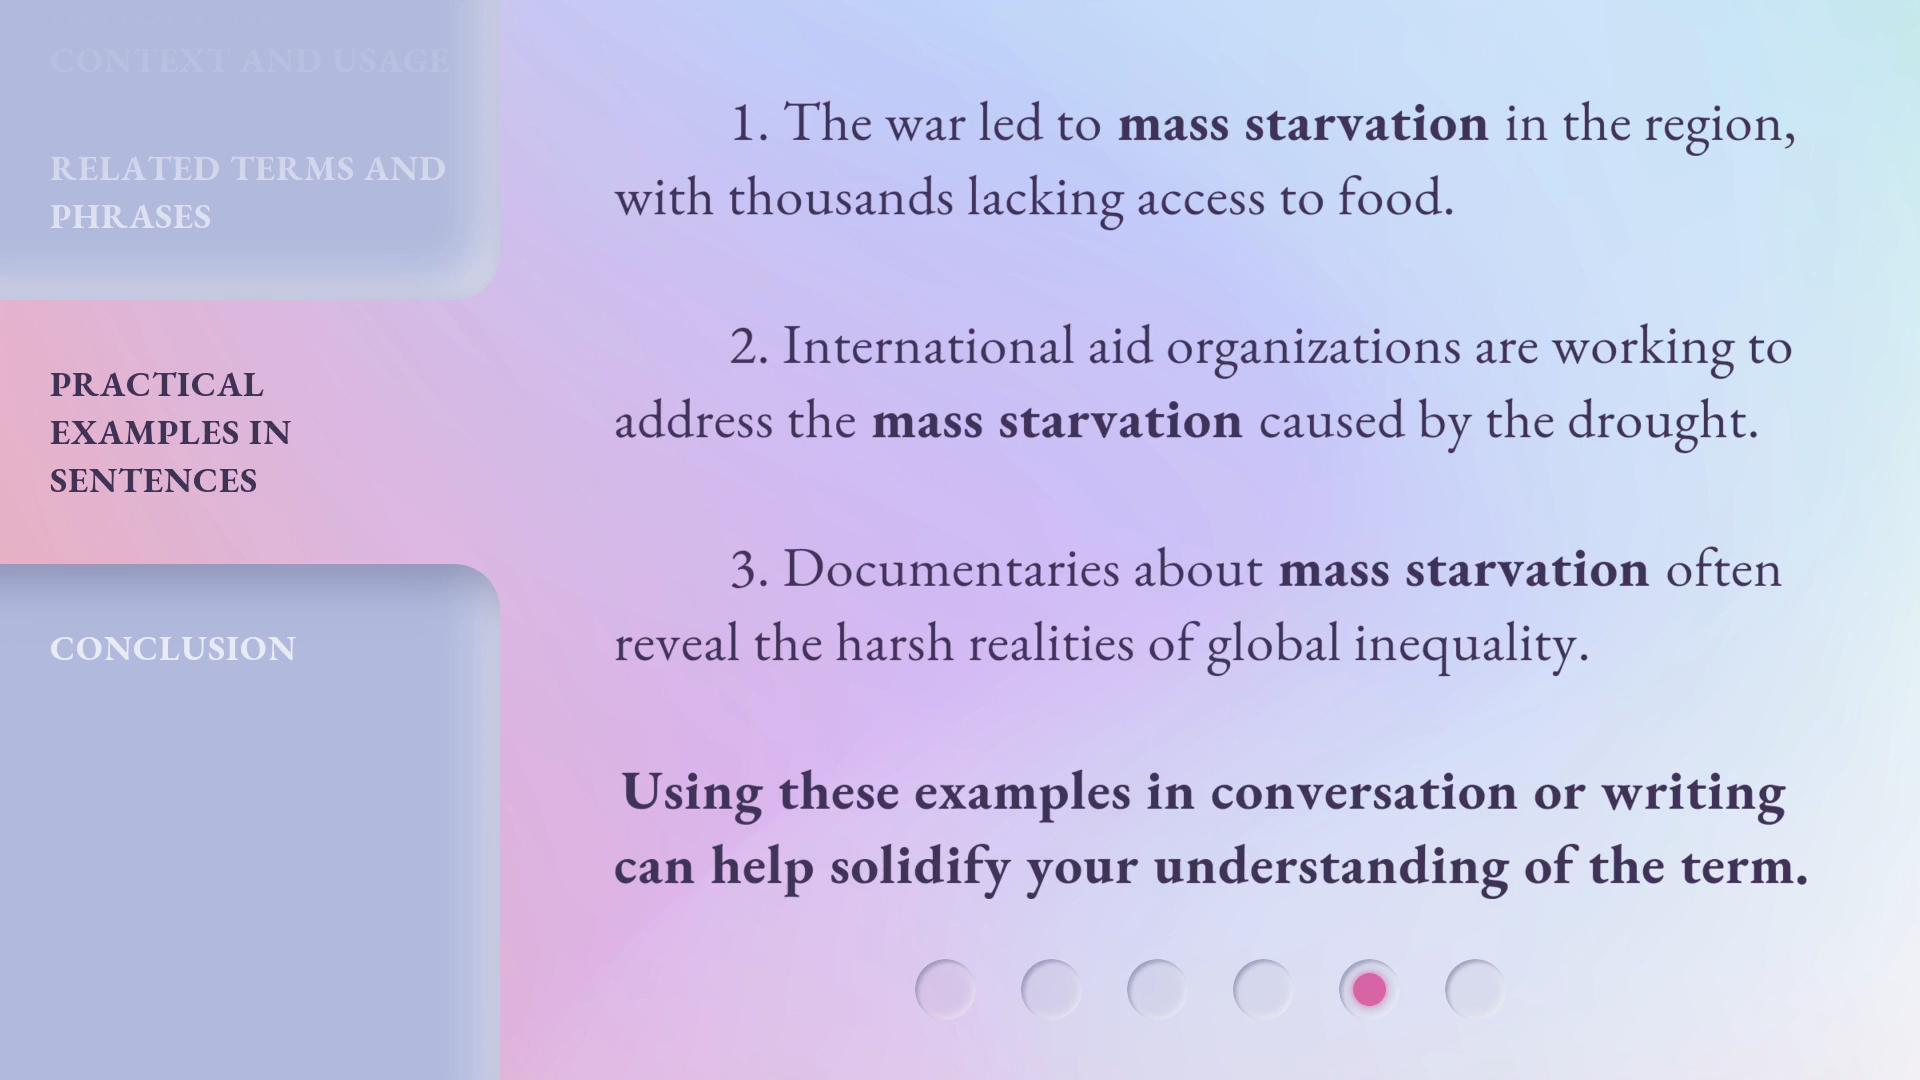 CONTEXT AND USAGE
RELATED TERMS AND
PHRASES
PRACTICAL
EXAMPLES IN
SENTENCES
CONCLUSION
1. The war led to mass starvation in the region,
with thousands lacking access to food.
2. International aid organizations are working to
address the mass starvation caused by the drought.
3. Documentaries about mass starvation often
reveal the harsh realities of global inequality.
Using these examples in conversation or writing
can help solidify your understanding of the term.